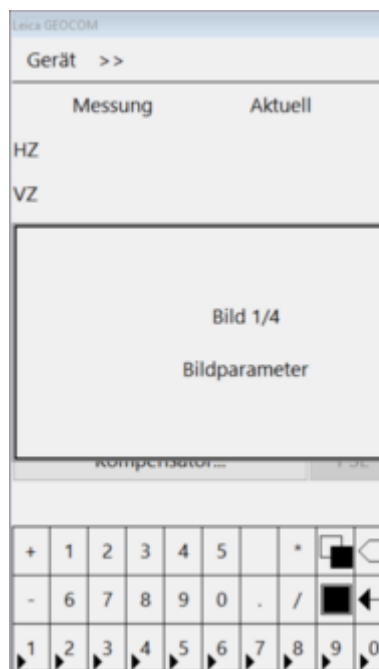 Leica GEOCOM
Gerät >>
Messung Aktuell
HZ
VZ
Bild 1/4
Bildparameter
Kompensator...
+ 1 2 3 4 5 *
- 6 7 8 9 0 . /
1 2 3 4 5 6 7 8 9 0